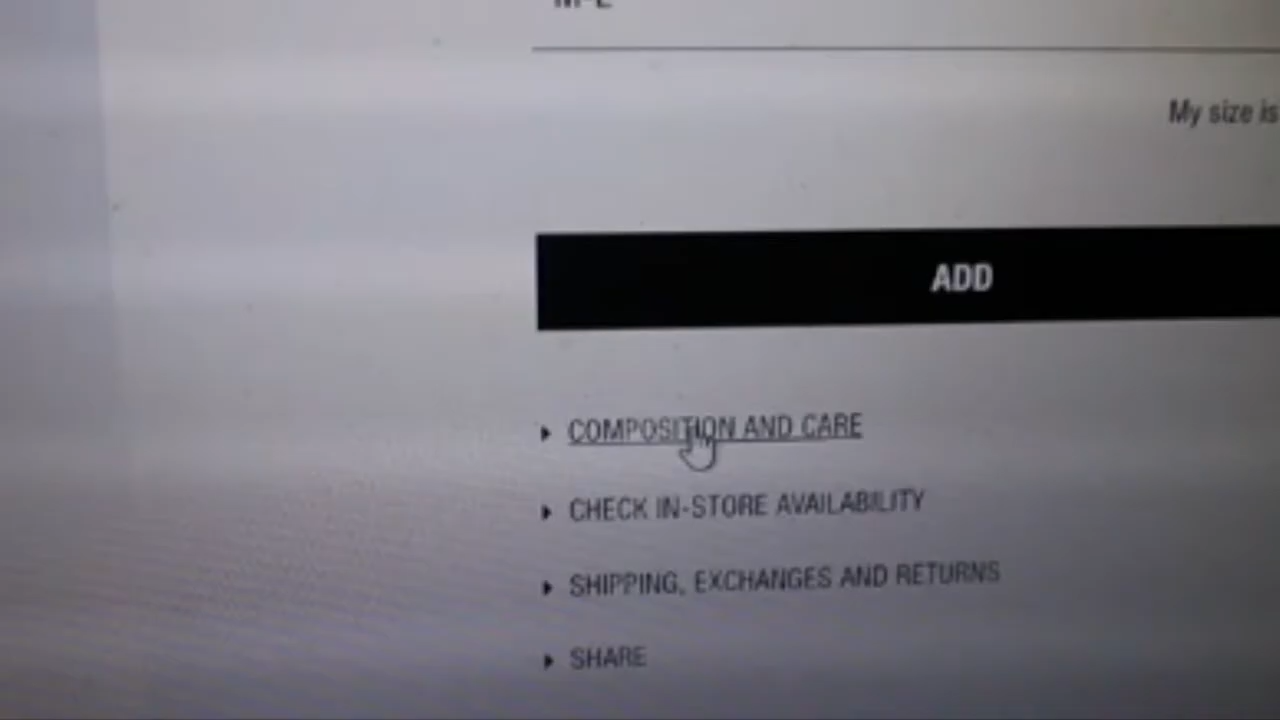 M-L
My size is
ADD
COMPOSITION AND CARE
CHECK IN-STORE AVAILABILITY
SHIPPING, EXCHANGES AND RETURNS
SHARE